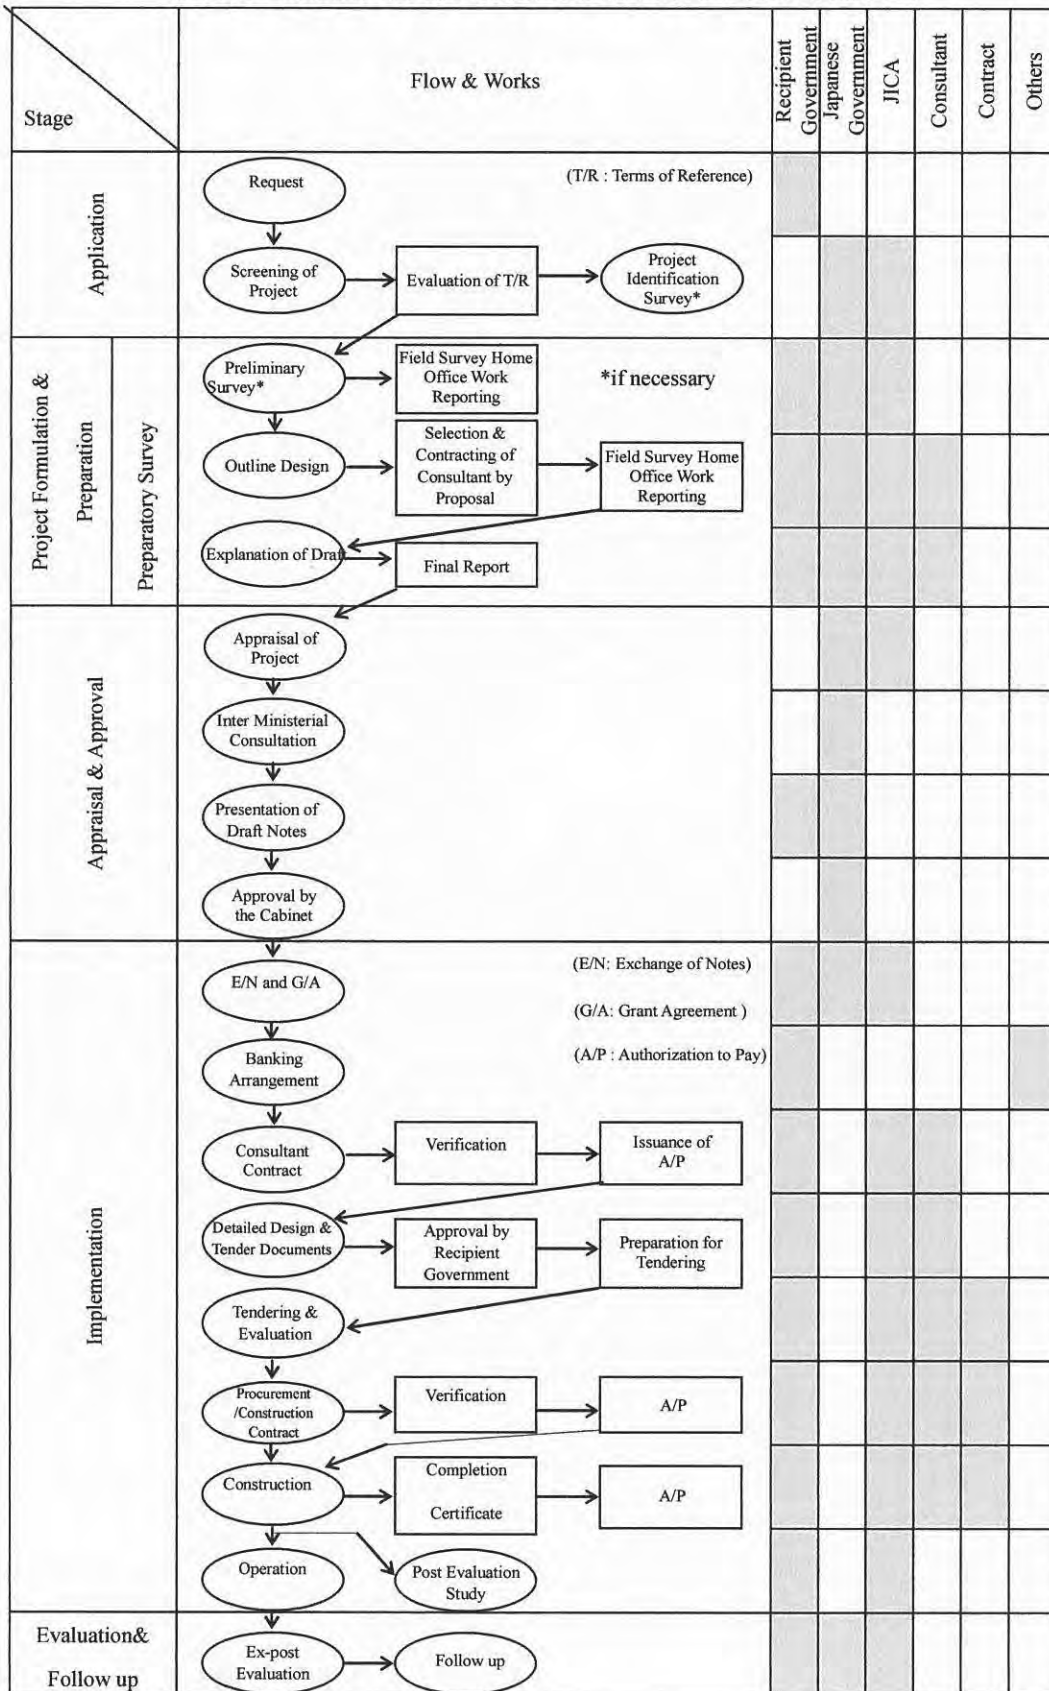 Stage
Flow & Works
Recipient
Government
Japanese
Government
JICA
Consultant
Contract
Others
Application
Request
(T/R : Terms of Reference)
Screening of
Project
Evaluation of T/R
Project
Identification
Survey*
Project Formulation &
Preparation
Preparatory Survey
Preliminary
Survey*
Field Survey Home
Office Work
Reporting
*if necessary
Outline Design
Selection &
Contracting of
Consultant by
Proposal
Field Survey Home
Office Work
Reporting
Explanation of Draft
Final Report
Appraisal & Approval
Appraisal of
Project
Inter Ministerial
Consultation
Presentation of
Draft Notes
Approval by
the Cabinet
Implementation
E/N and G/A
(E/N: Exchange of Notes)
(G/A: Grant Agreement )
Banking
Arrangement
(A/P : Authorization to Pay)
Consultant
Contract
Verification
Issuance of
A/P
Detailed Design &
Tender Documents
Approval by
Recipient
Government
Preparation for
Tendering
Tendering &
Evaluation
Procurement
/Construction
Contract
Verification
A/P
Construction
Completion
Certificate
A/P
Operation
Post Evaluation
Study
Evaluation&
Follow up
Ex-post
Evaluation
Follow up